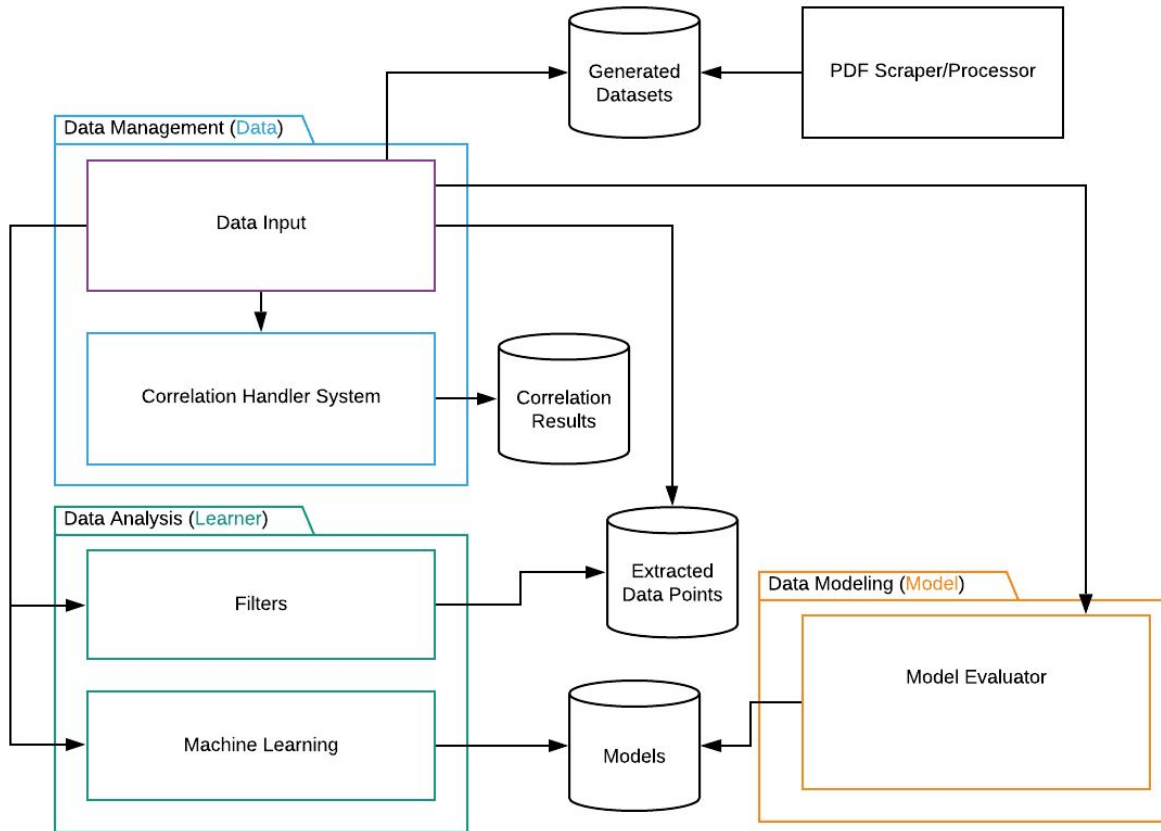 Generated
Datasets
PDF Scraper/Processor
Data Management (Data)
Data Input
Correlation Handler System
Correlation
Results
Data Analysis (Learner)
Filters
Extracted
Data Points
Data Modeling (Model)
Model Evaluator
Machine Learning
Models